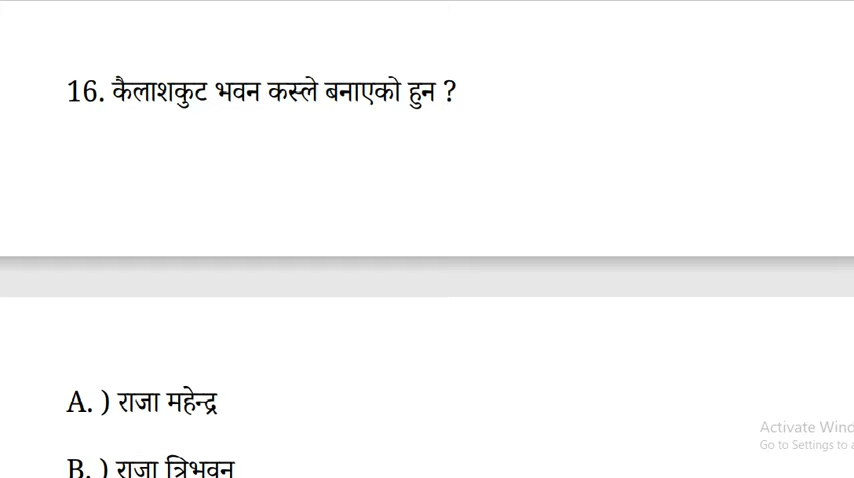 16. कैलाशकुट भवन कस्ले बनाएको हुन ?
A. ) राजा महेन्द्र
Activate Wind
Go to Settings to a
B. ) राजा त्रिभुवन